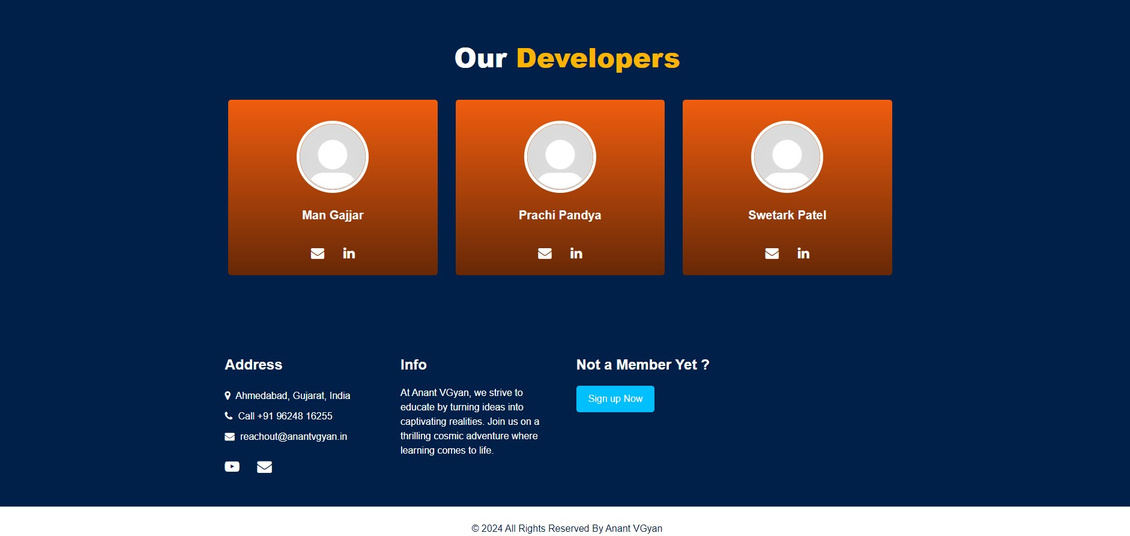 Our Developers
Man Gajjar
Prachi Pandya
Swetark Patel
Address
Ahmedabad, Gujarat, India
Call +91 96248 16255
reachout@anantvgyan.in
Info
At Anant VGyan, we strive to
educate by turning ideas into
captivating realities. Join us on a
thrilling cosmic adventure where
learning comes to life.
Not a Member Yet ?
Sign up Now
© 2024 All Rights Reserved By Anant VGyan